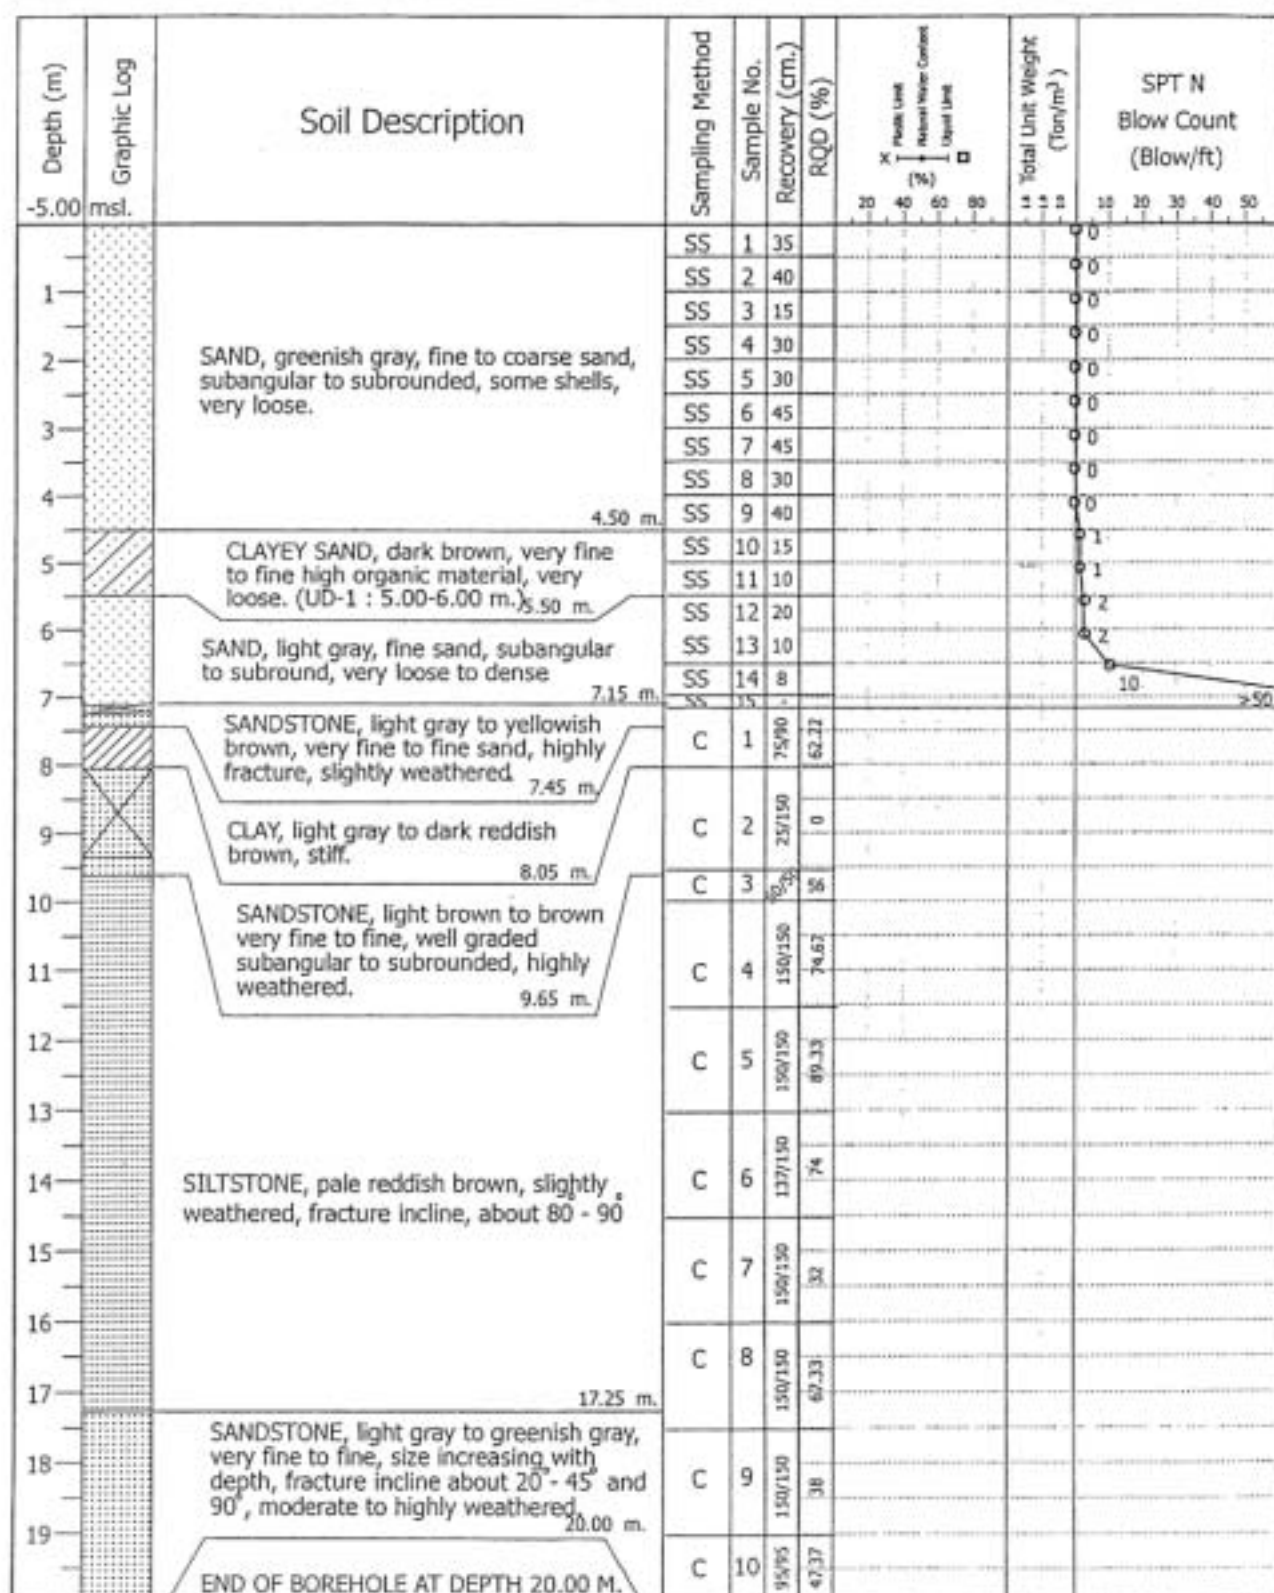 Depth (m)
Graphic Log
Soil Description
Sampling Method
Sample No.
Recovery (cm.)
RQD (%)
Plastic Limit
Natural Water Content
Liquid Limit
(%)
20 40 60 80
Total Unit Weight
(Ton/m³)
SPT N
Blow Count
(Blow/ft)
10 20 30 40 50
-5.00 msl.
SS 1 35 0
SS 2 40 0
1
SS 3 15 0
SS 4 30 0
2
SAND, greenish gray, fine to coarse sand,
subangular to subrounded, some shells,
very loose.
SS 5 30 0
SS 6 45 0
3
SS 7 45 0
SS 8 30 0
4
SS 9 40 0
4.50 m.
CLAYEY SAND, dark brown, very fine
to fine high organic material, very
loose. (UD-1 : 5.00-6.00 m.)
5.50 m.
SS 10 15 1
5
SS 11 10 1
SS 12 20 2
6
SS 13 10 2
SAND, light gray, fine sand, subangular
to subround, very loose to dense
7.15 m.
SS 14 8 10
7
SS 15 - >50
SANDSTONE, light gray to yellowish
brown, very fine to fine sand, highly
fracture, slightly weathered.
7.45 m.
C 1 75/90 62.22
8
CLAY, light gray to dark reddish
brown, stiff.
8.05 m.
C 2 25/150 0
9
C 3 56
10
SANDSTONE, light brown to brown
very fine to fine, well graded
subangular to subrounded, highly
weathered.
9.65 m.
C 4 150/150 74.67
11
12
C 5 150/150 89.33
13
SILTSTONE, pale reddish brown, slightly
weathered, fracture incline, about 80° - 90°
C 6 137/150 74
14
15
C 7 150/150 32
16
C 8 150/150 67.33
17
17.25 m.
SANDSTONE, light gray to greenish gray,
very fine to fine, size increasing with
depth, fracture incline about 20° - 45° and
90°, moderate to highly weathered.
20.00 m.
18
C 9 150/150 38
19
C 10 95/95 47.37
END OF BOREHOLE AT DEPTH 20.00 M.